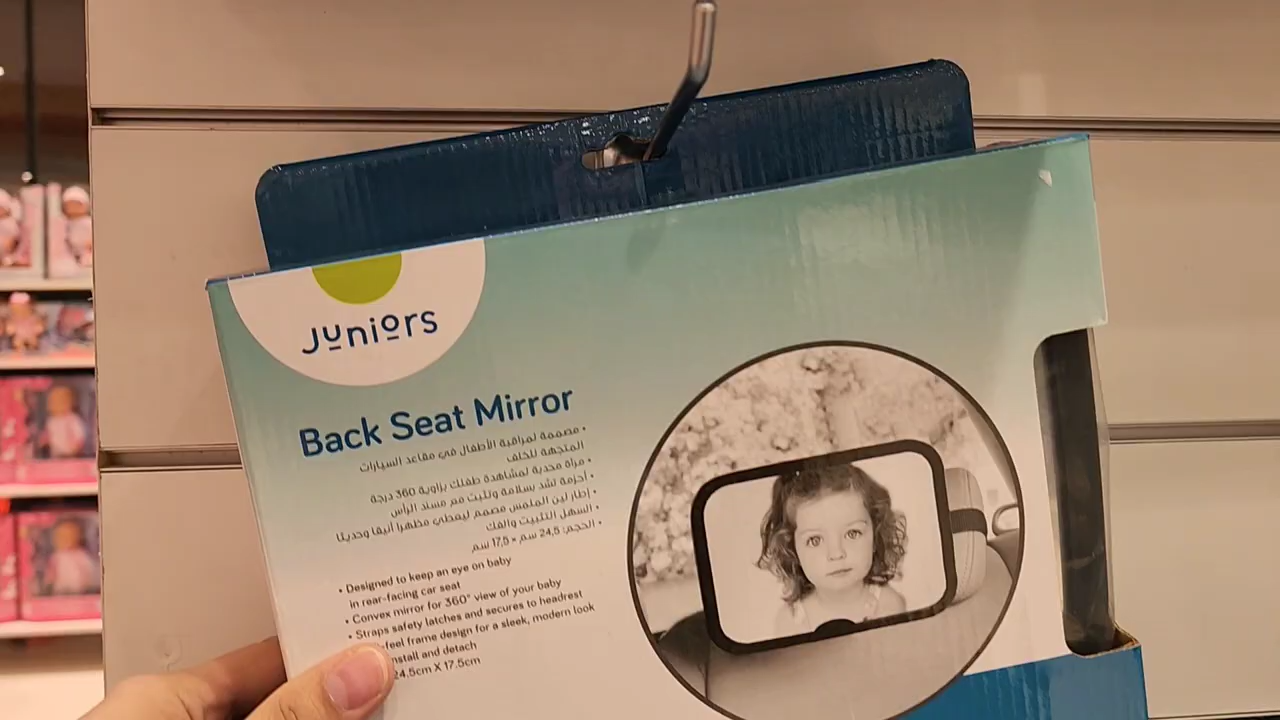 Juniors
Back Seat Mirror
• مصممة لمراقبة الأطفال في مقاعد السيارات
المتجهة للخلف
• مرآة محدبة لمشاهدة طفلك بزاوية 360 درجة
• أحزمة تشد بسلامة وتثبت مع مسند الرأس
• إطار لين الملمس مصمم ليعطي مظهرا أنيقا وحديثا
• السهل التثبيت والفك
• الحجم: 24,5 سم × 17,5 سم
• Designed to keep an eye on baby
in rear-facing car seat
• Convex mirror for 360° view of your baby
• Straps safety latches and secures to headrest
-feel frame design for a sleek, modern look
nstall and detach
24.5cm X 17.5cm